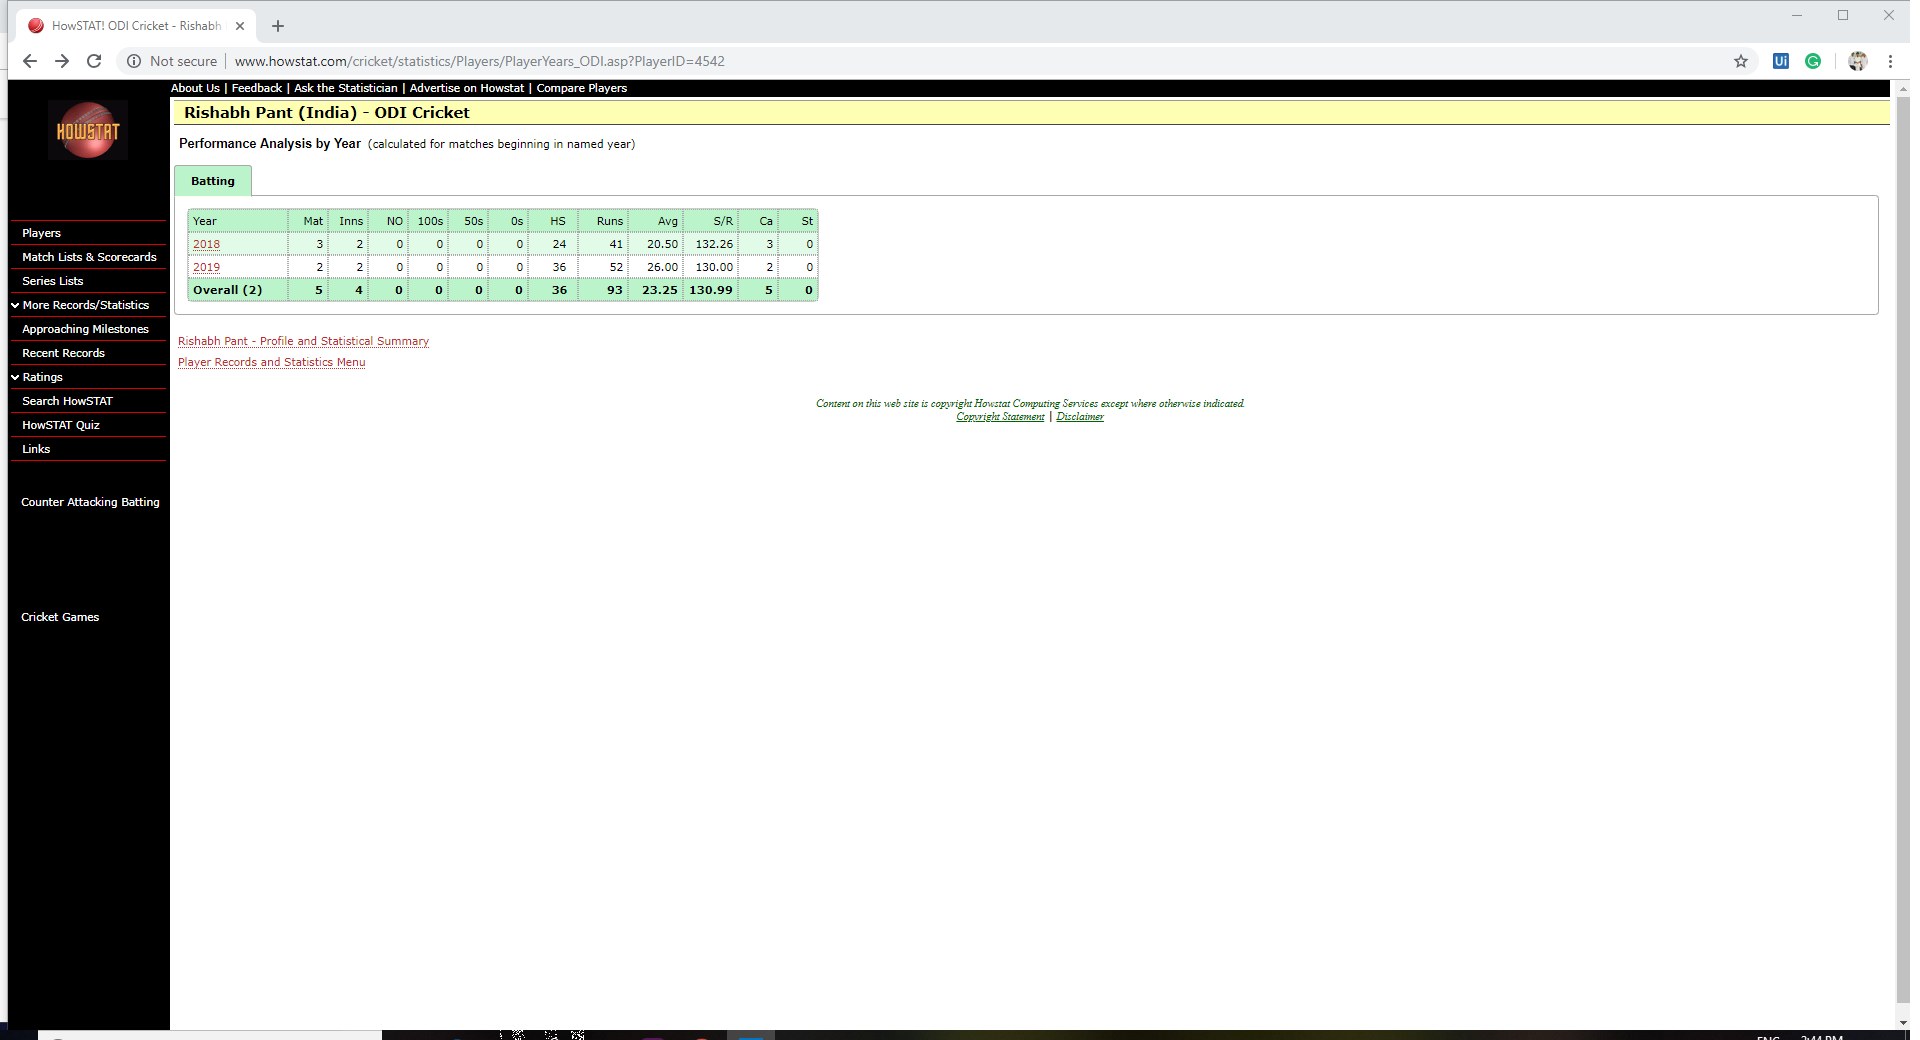 HowSTAT! ODI Cricket - Rishabh
Not secure | www.howstat.com/cricket/statistics/Players/PlayerYears_ODI.asp?PlayerID=4542
About Us | Feedback | Ask the Statistician | Advertise on Howstat | Compare Players
HOWSTAT
Rishabh Pant (India) - ODI Cricket
Performance Analysis by Year (calculated for matches beginning in named year)
Batting
Year Mat Inns NO 100s 50s 0s HS Runs Avg S/R Ca St
2018 3 2 0 0 0 0 24 41 20.50 132.26 3 0
2019 2 2 0 0 0 0 36 52 26.00 130.00 2 0
Overall (2) 5 4 0 0 0 0 36 93 23.25 130.99 5 0
Rishabh Pant - Profile and Statistical Summary
Player Records and Statistics Menu
Content on this web site is copyright Howstat Computing Services except where otherwise indicated.
Copyright Statement | Disclaimer
Players
Match Lists & Scorecards
Series Lists
More Records/Statistics
Approaching Milestones
Recent Records
Ratings
Search HowSTAT
HowSTAT Quiz
Links
Counter Attacking Batting
Cricket Games